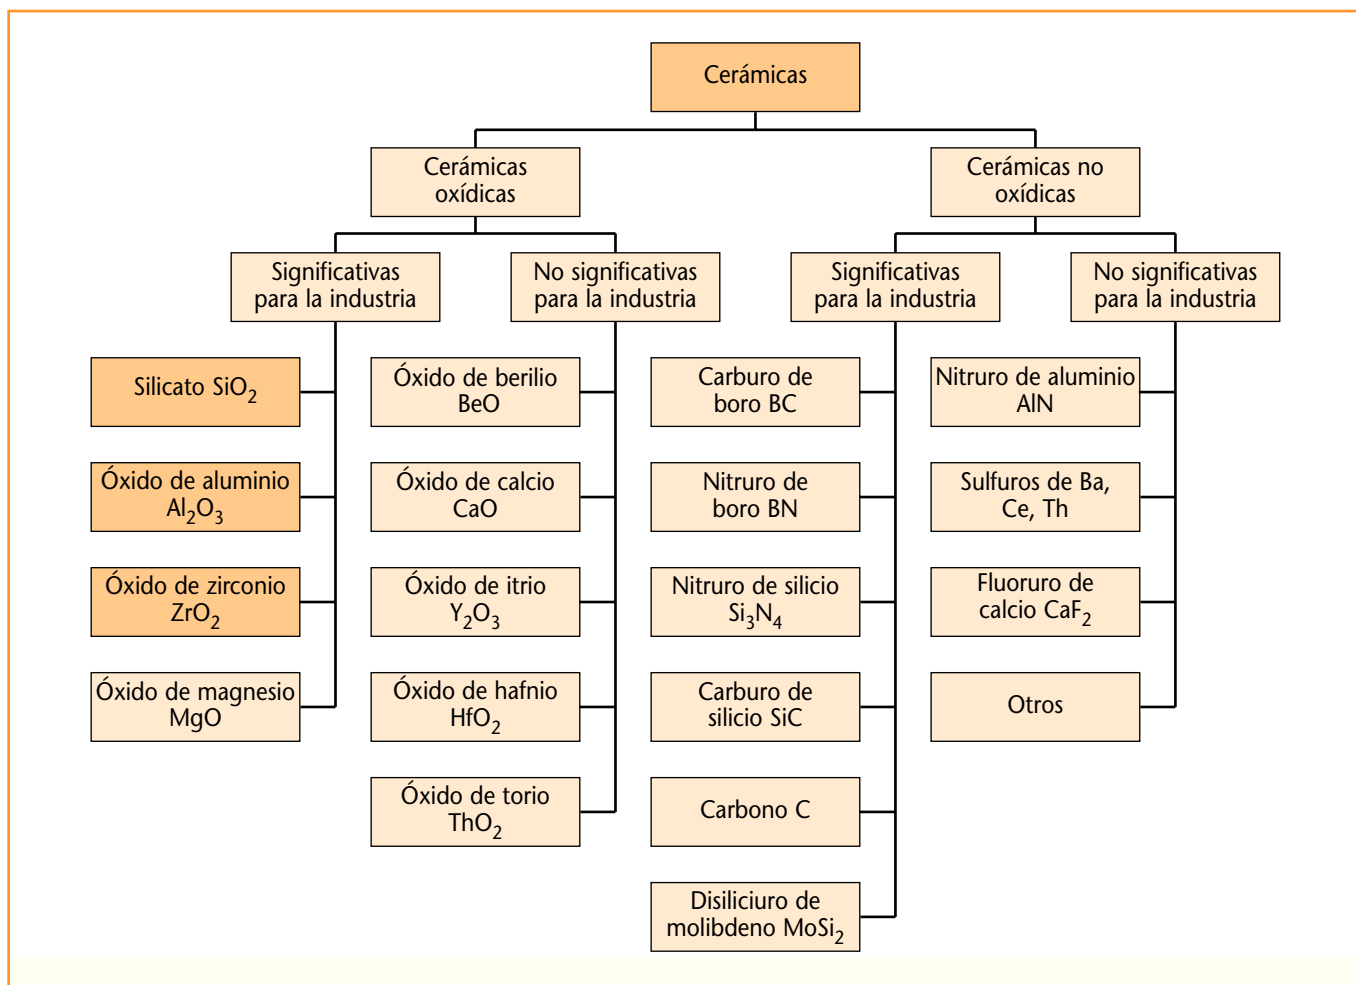 Cerámicas
Cerámicas
oxídicas
Cerámicas no
oxídicas
Significativas
para la industria
No significativas
para la industria
Significativas
para la industria
No significativas
para la industria
Silicato SiO₂
Óxido de aluminio
Al₂O₃
Óxido de zirconio
ZrO₂
Óxido de magnesio
MgO
Óxido de berilio
BeO
Óxido de calcio
CaO
Óxido de itrio
Y₂O₃
Óxido de hafnio
HfO₂
Óxido de torio
ThO₂
Carburo de
boro BC
Nitruro de
boro BN
Nitruro de silicio
Si₃N₄
Carburo de
silicio SiC
Carbono C
Disiliciuro de
molibdeno MoSi₂
Nitruro de aluminio
AlN
Sulfuros de Ba,
Ce, Th
Fluoruro de
calcio CaF₂
Otros